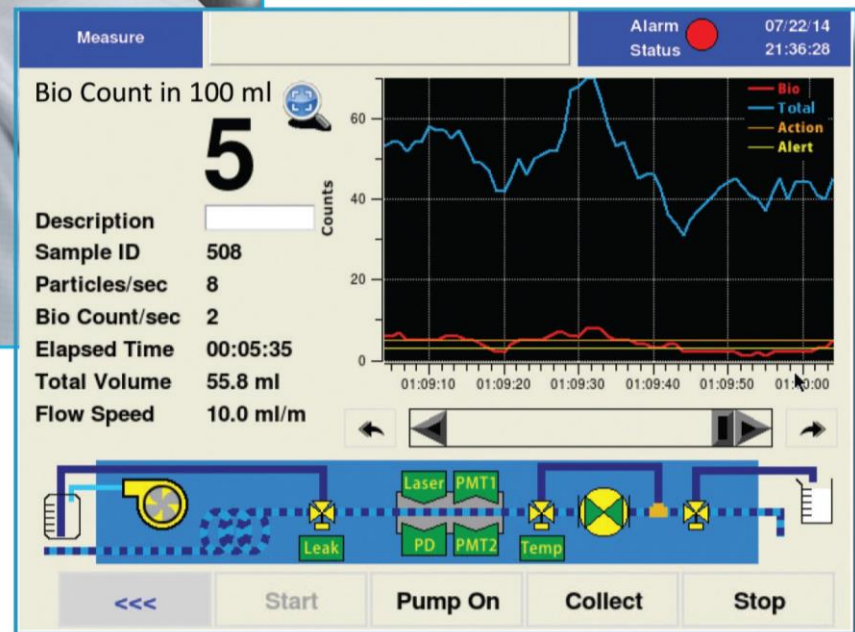 Measure
Alarm
Status
07/22/14
21:36:28
Bio Count in 100 ml
5
Description
Sample ID 508
Particles/sec 8
Bio Count/sec 2
Elapsed Time 00:05:35
Total Volume 55.8 ml
Flow Speed 10.0 ml/m
Counts
60
40
20
0
Bio
Total
Action
Alert
01:09:10 01:09:20 01:09:30 01:09:40 01:09:50
Laser PMT1
Leak PD PMT2 Temp
<<< Start Pump On Collect Stop